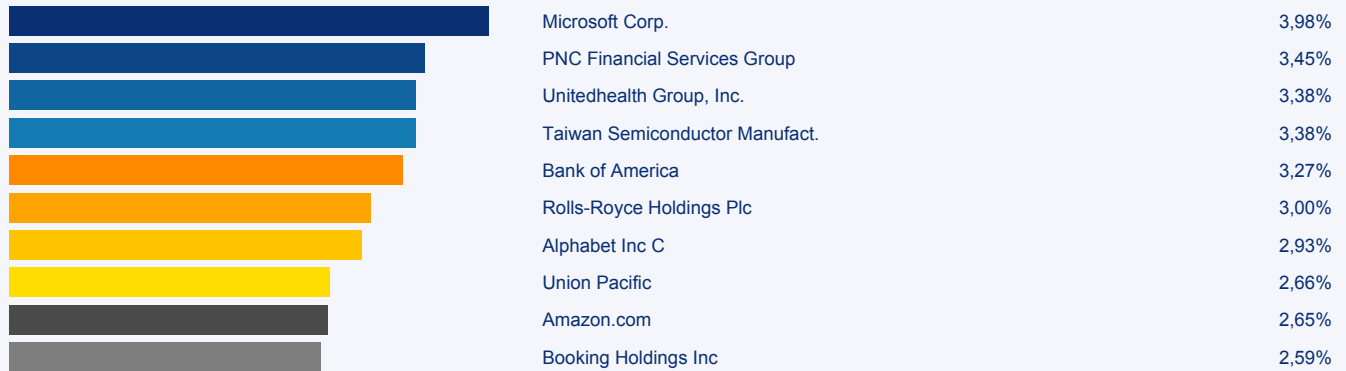 Microsoft Corp. 3,98%
PNC Financial Services Group 3,45%
Unitedhealth Group, Inc. 3,38%
Taiwan Semiconductor Manufact. 3,38%
Bank of America 3,27%
Rolls-Royce Holdings Plc 3,00%
Alphabet Inc C 2,93%
Union Pacific 2,66%
Amazon.com 2,65%
Booking Holdings Inc 2,59%